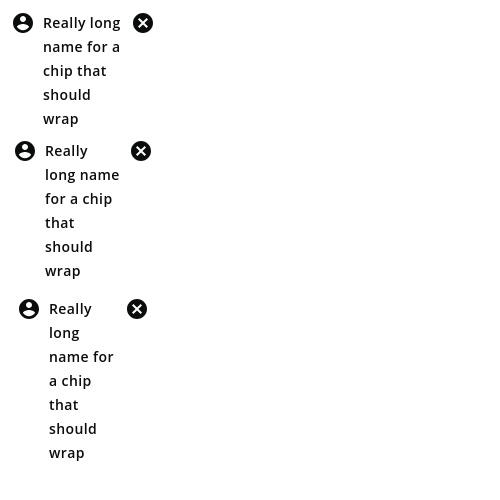 Really long
name for a
chip that
should
wrap
Really
long name
for a chip
that
should
wrap
Really
long
name for
a chip
that
should
wrap